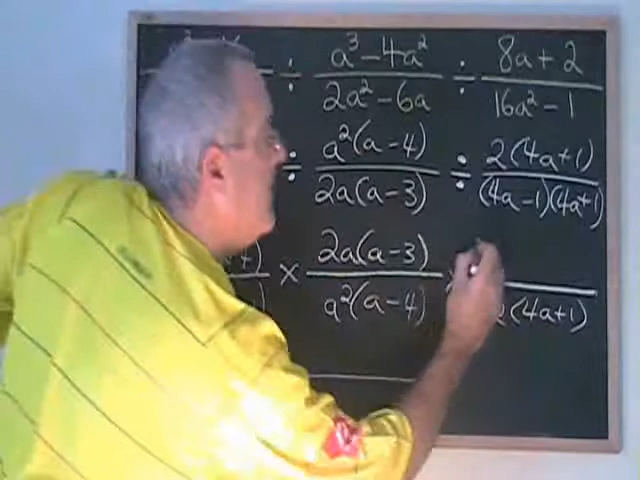 ÷ a³ - 4a² / 2a² - 6a ÷ 8a + 2 / 16a² - 1
÷ a²(a - 4) / 2a(a - 3) ÷ 2(4a+1) / (4a-1)(4a+1)
× 2a(a-3) / a²(a-4) 2(4a+1)